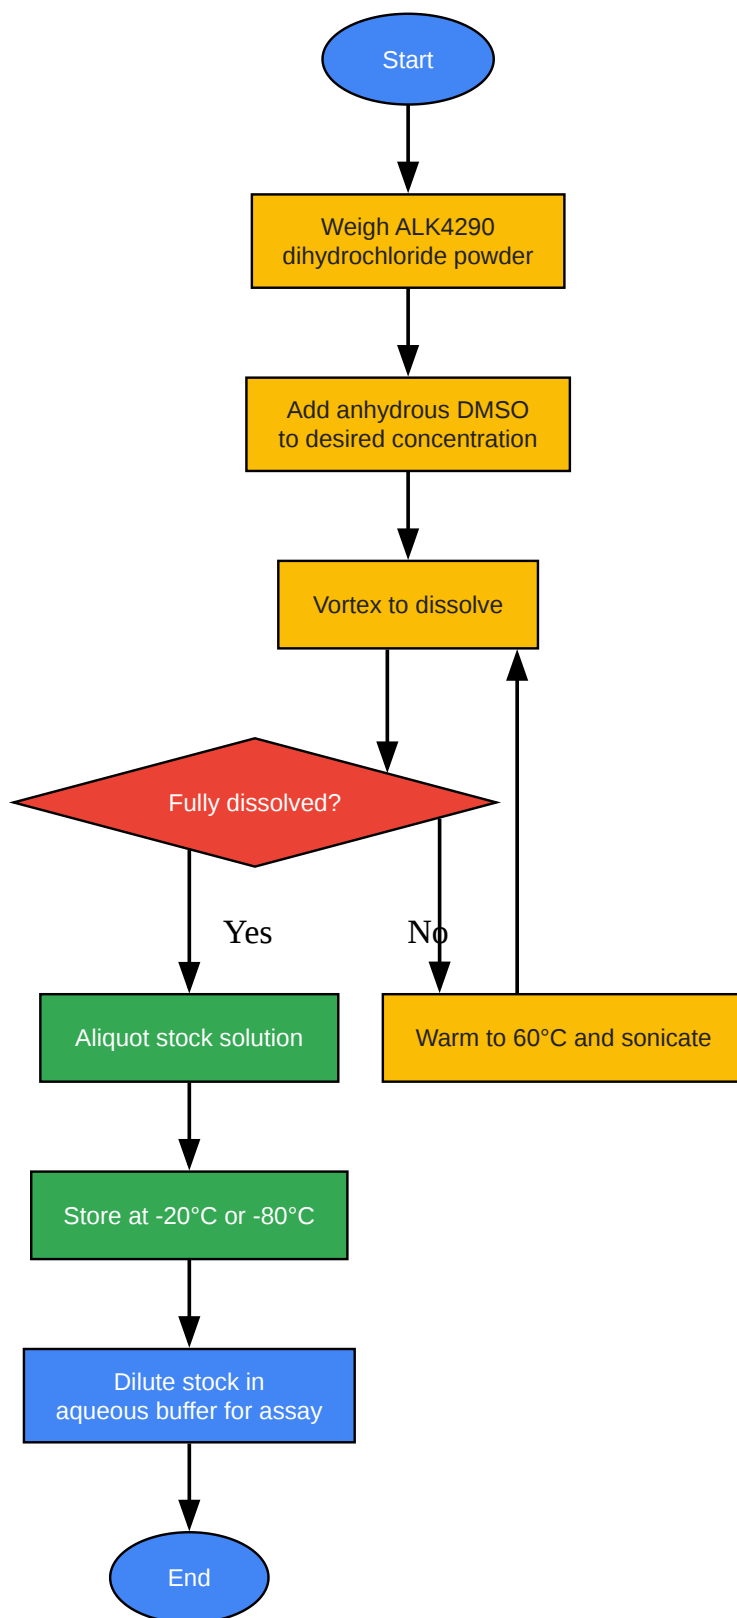 Start
Weigh ALK4290
dihydrochloride powder
Add anhydrous DMSO
to desired concentration
Vortex to dissolve
Fully dissolved?
Yes
No
Aliquot stock solution
Warm to 60°C and sonicate
Store at -20°C or -80°C
Dilute stock in
aqueous buffer for assay
End